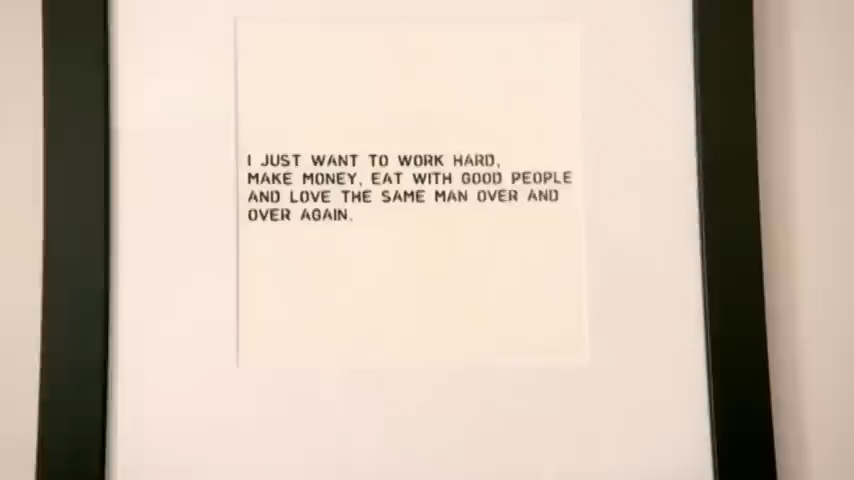 I JUST WANT TO WORK HARD,
MAKE MONEY, EAT WITH GOOD PEOPLE
AND LOVE THE SAME MAN OVER AND
OVER AGAIN.